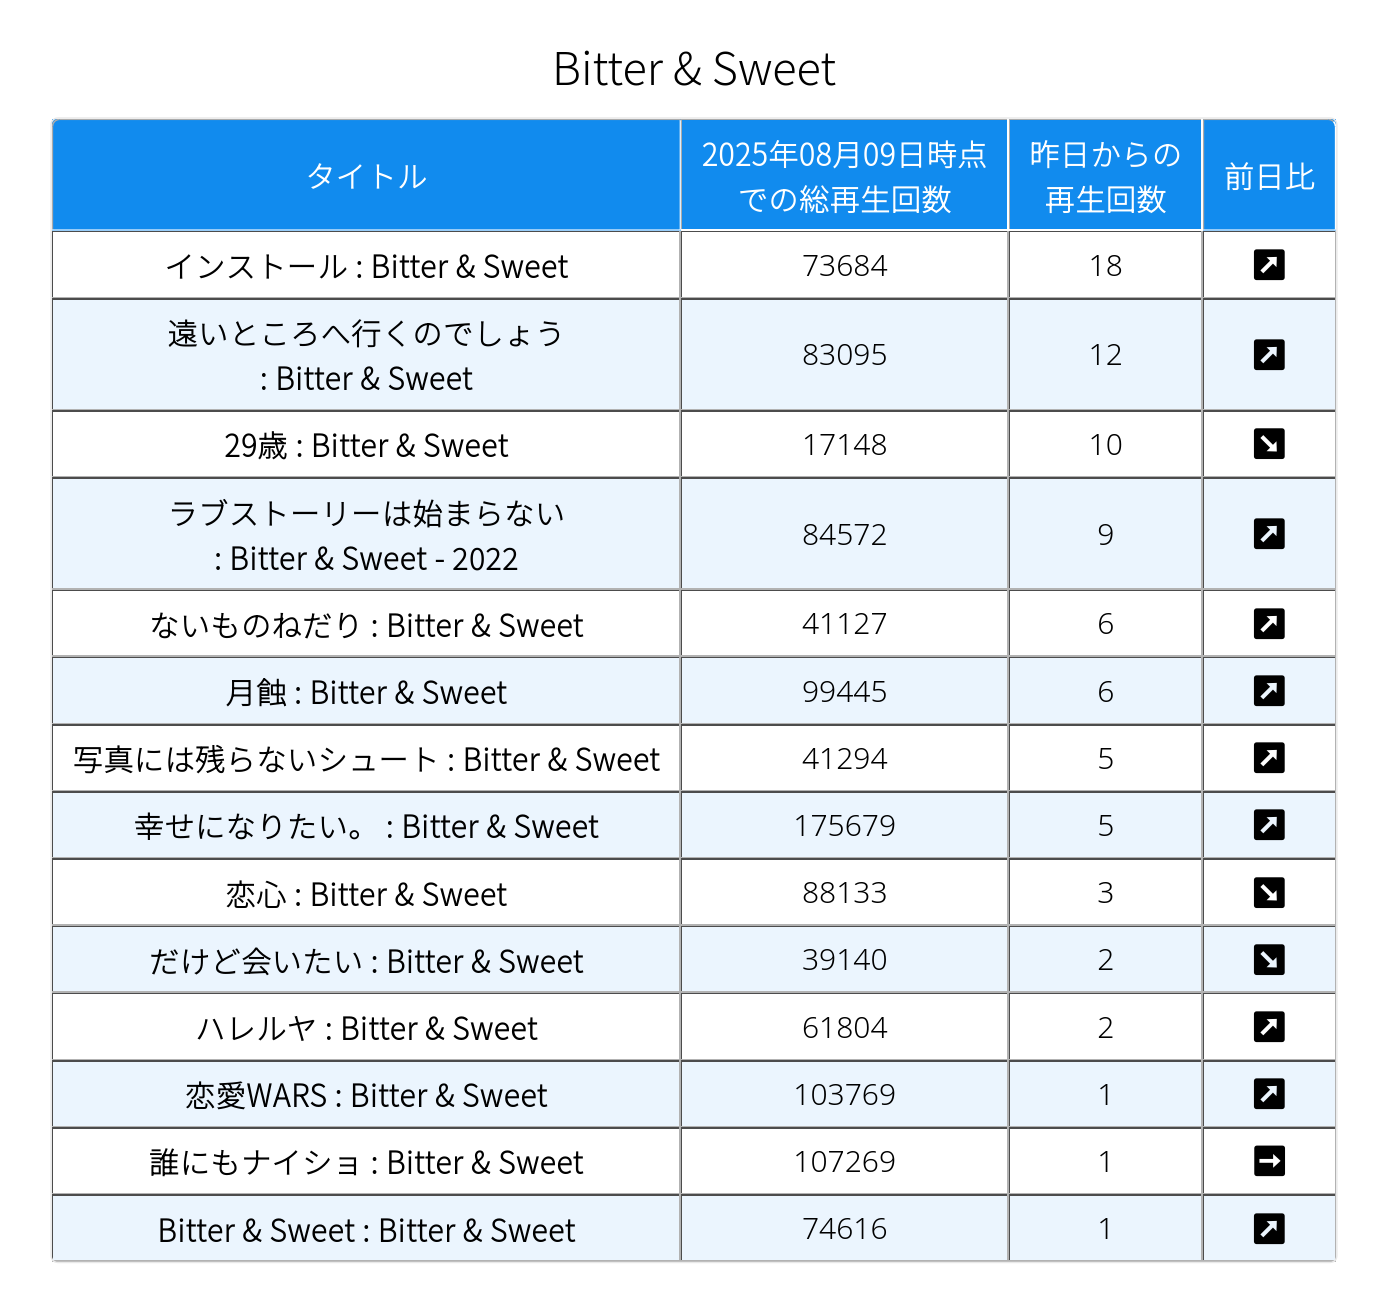 Bitter & Sweet
タイトル
2025年08月09日時点
での総再生回数
昨日からの
再生回数
前日比
インストール : Bitter & Sweet 73684 18
遠いところへ行くのでしょう
: Bitter & Sweet 83095 12
29歳 : Bitter & Sweet 17148 10
ラブストーリーは始まらない
: Bitter & Sweet - 2022 84572 9
ないものねだり : Bitter & Sweet 41127 6
月蝕 : Bitter & Sweet 99445 6
写真には残らないシュート : Bitter & Sweet 41294 5
幸せになりたい。 : Bitter & Sweet 175679 5
恋心 : Bitter & Sweet 88133 3
だけど会いたい : Bitter & Sweet 39140 2
ハレルヤ : Bitter & Sweet 61804 2
恋愛WARS : Bitter & Sweet 103769 1
誰にもナイショ : Bitter & Sweet 107269 1
Bitter & Sweet : Bitter & Sweet 74616 1